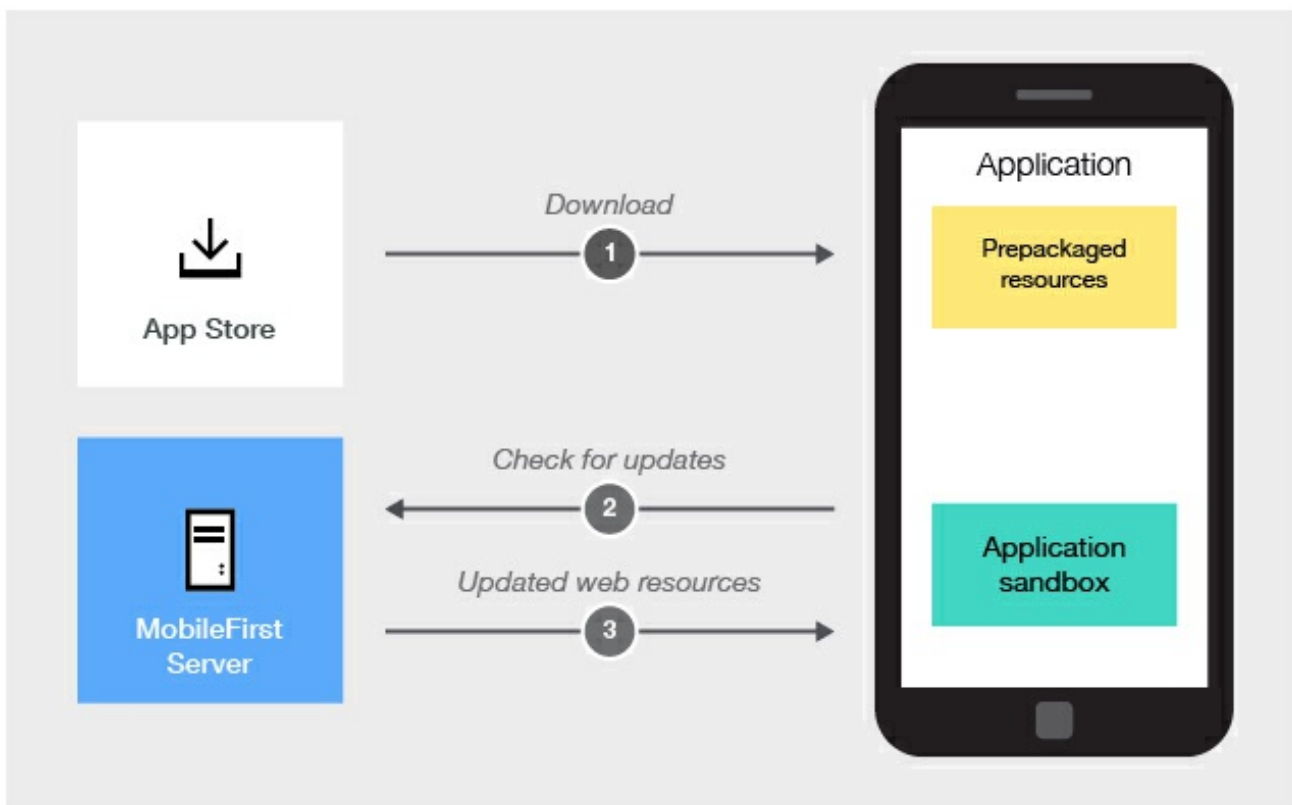 Application
Download
1
Prepackaged
resources
App Store
Check for updates
2
Application
sandbox
Updated web resources
3
MobileFirst
Server